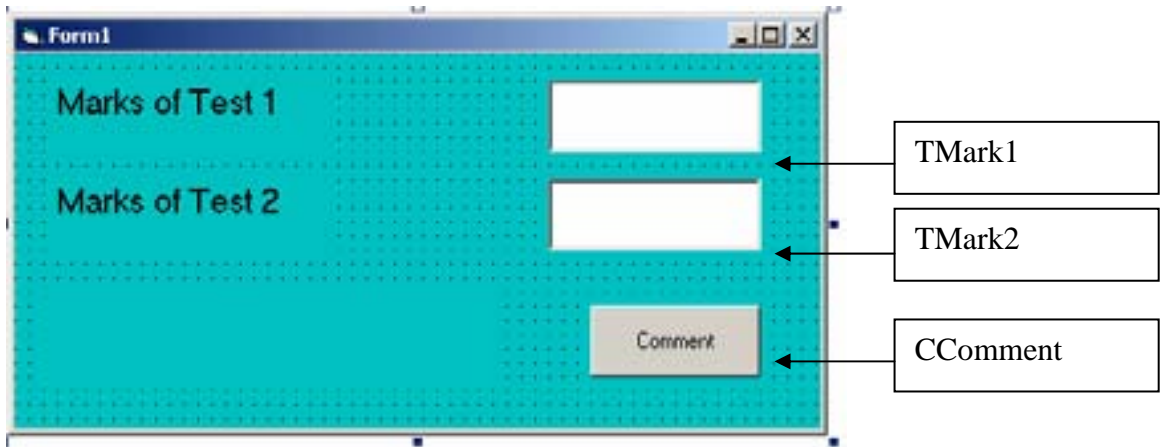 Form1
Marks of Test 1
TMark1
Marks of Test 2
TMark2
Comment
CComment